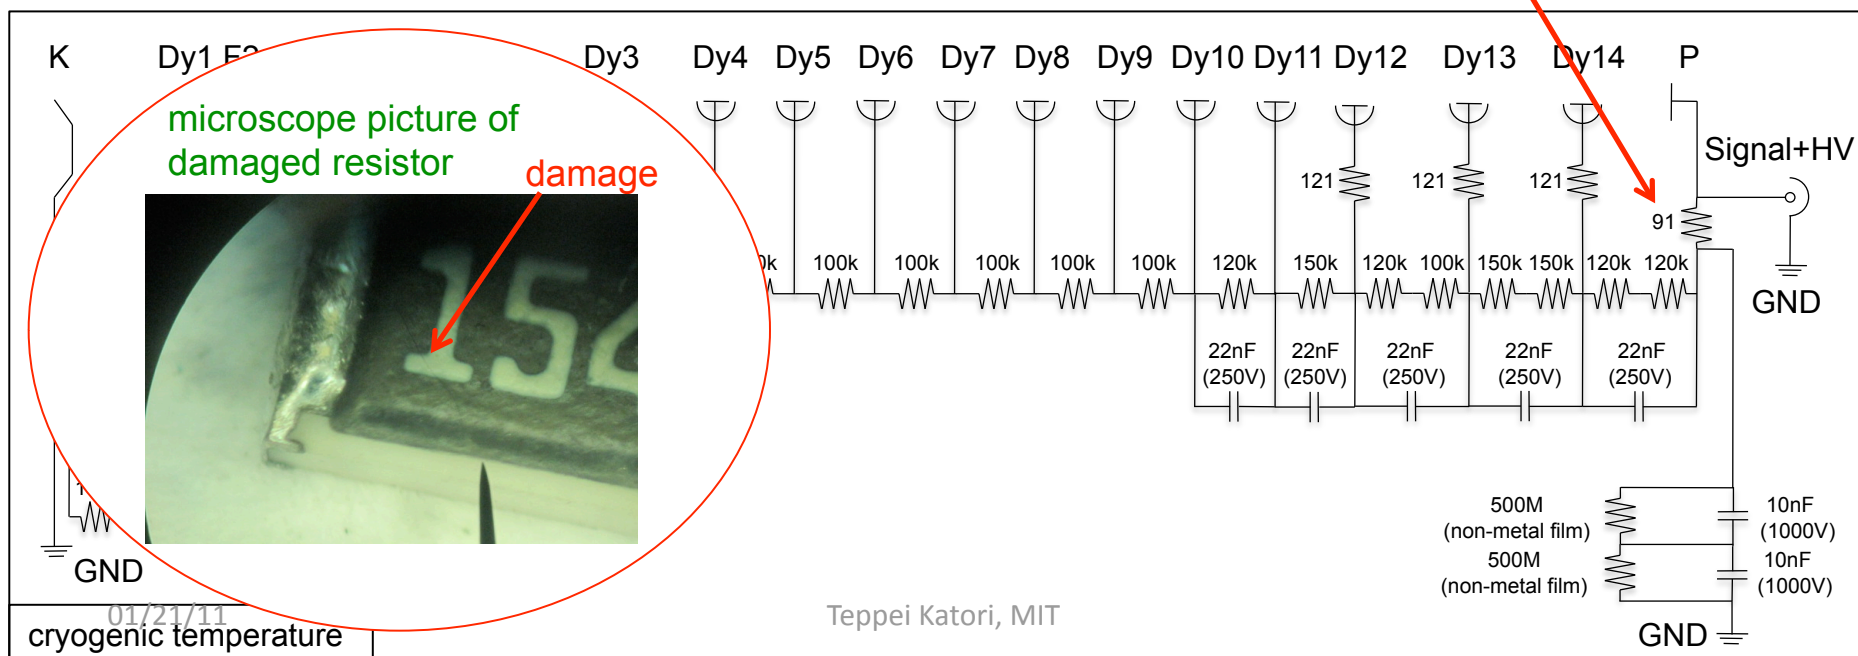 K Dy1 Dy3 Dy4 Dy5 Dy6 Dy7 Dy8 Dy9 Dy10 Dy11 Dy12 Dy13 Dy14 P
microscope picture of
damaged resistor
damage
Signal+HV
121 121 121
91
100k 100k 100k 100k 100k 120k 150k 120k 100k 150k 150k 120k 120k
GND
22nF 22nF 22nF 22nF 22nF
(250V) (250V) (250V) (250V) (250V)
15
500M 10nF
(non-metal film) (1000V)
500M 10nF
(non-metal film) (1000V)
GND
GND
01/21/11
Teppei Katori, MIT
cryogenic temperature